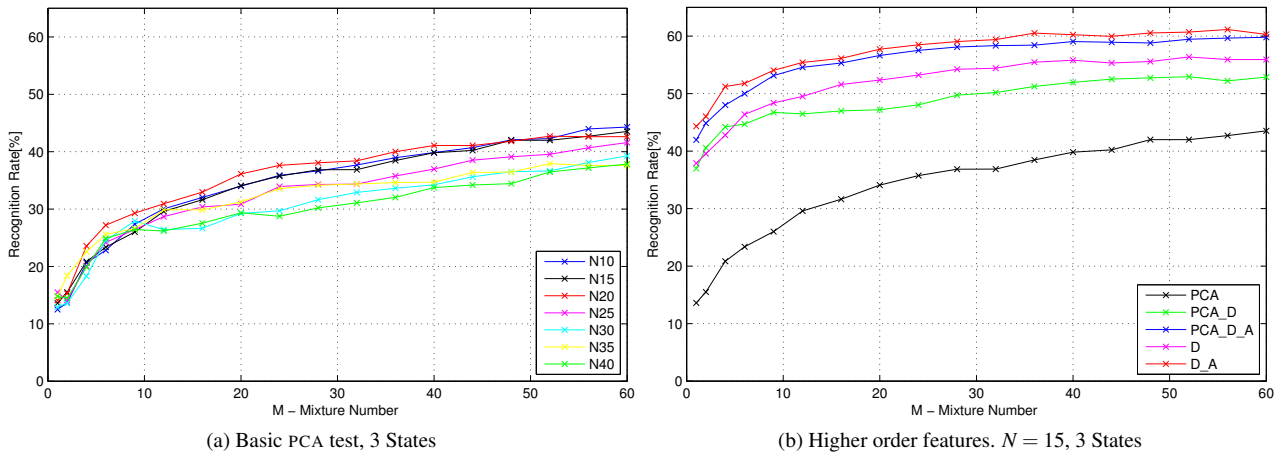 60
50
40
30
20
10
0
Recognition Rate[%]
N10
N15
N20
N25
N30
N35
N40
0 10 20 30 40 50 60
M − Mixture Number
(a) Basic PCA test, 3 States
60
50
40
30
20
10
0
Recognition Rate[%]
PCA
PCA_D
PCA_D_A
D
D_A
0 10 20 30 40 50 60
M − Mixture Number
(b) Higher order features. N = 15, 3 States